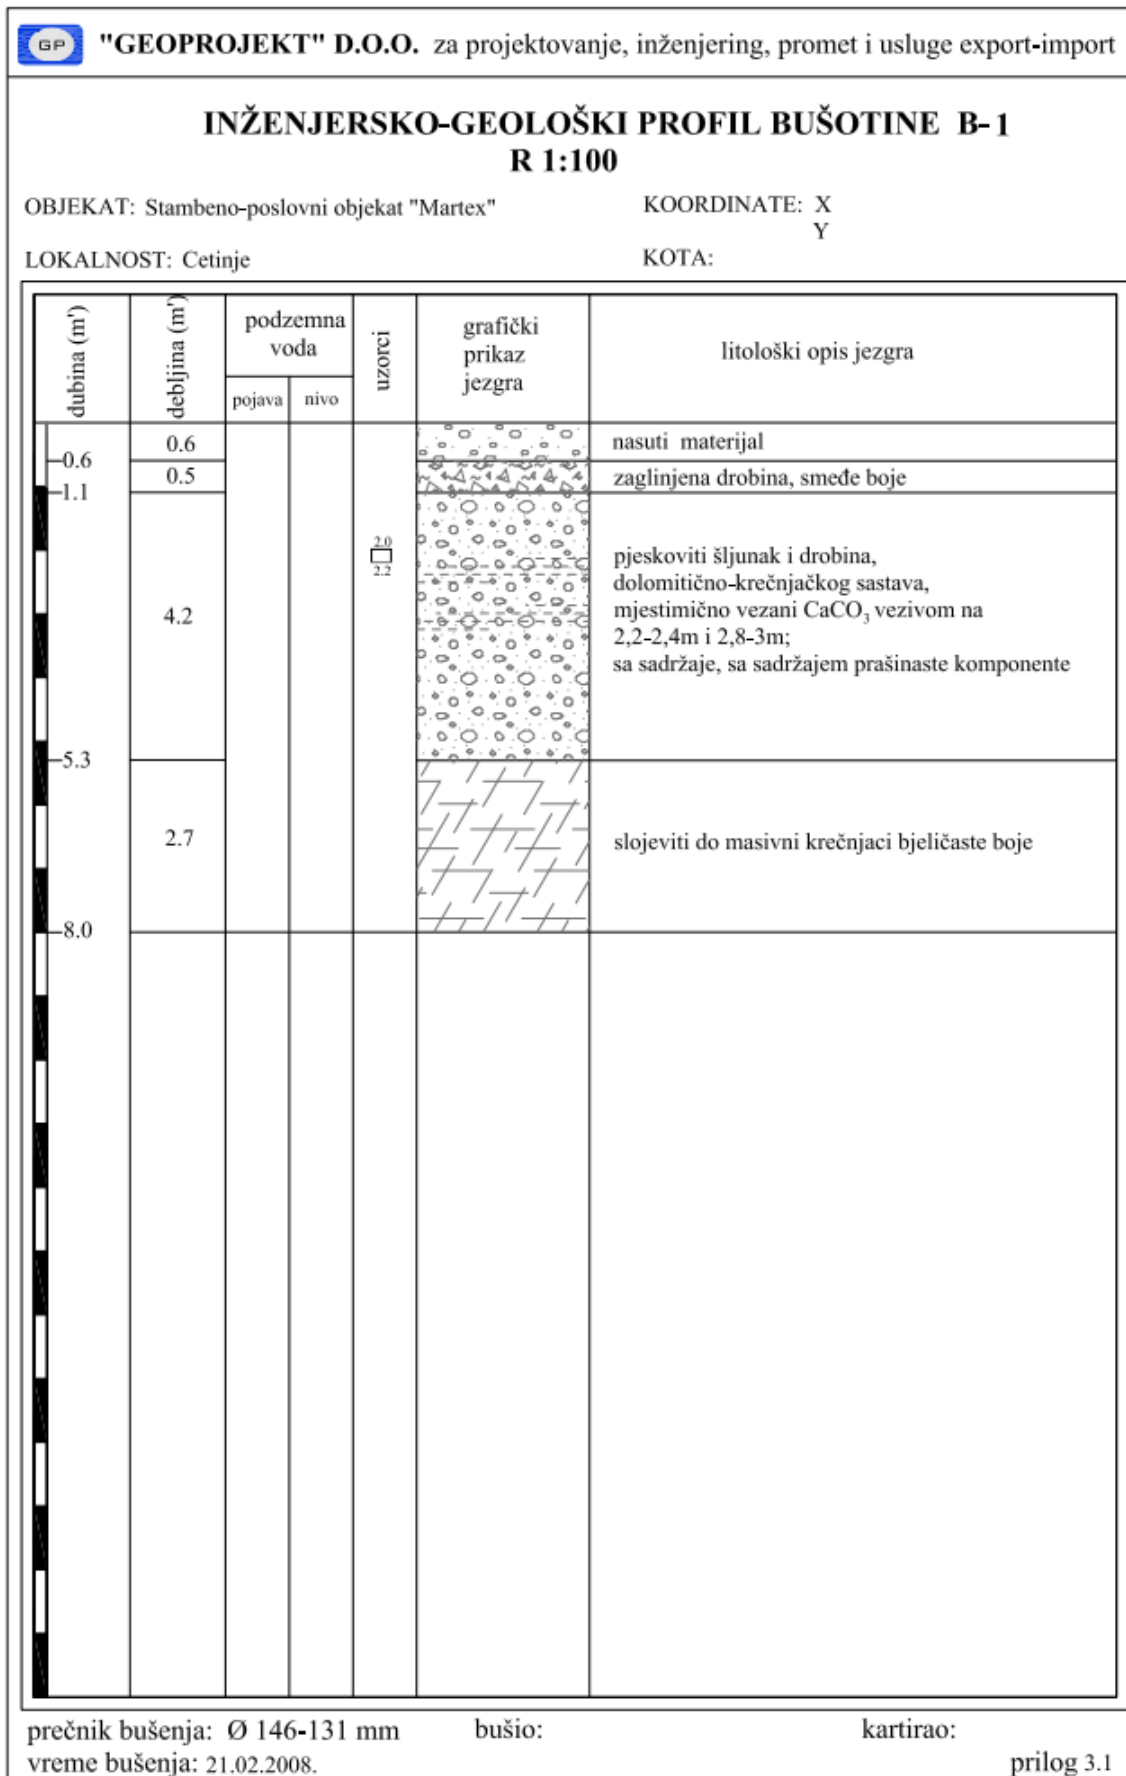 GP "GEOPROJEKT" D.O.O. za projektovanje, inženjering, promet i usluge export-import
INŽENJERSKO-GEOLOŠKI PROFIL BUŠOTINE B-1
R 1:100
OBJEKAT: Stambeno-poslovni objekat "Martex"
KOORDINATE: X
Y
LOKALNOST: Cetinje
KOTA:
dubina (m')
debljina (m')
podzemna
voda
pojava
nivo
uzorci
grafički
prikaz
jezgra
litološki opis jezgra
0.6
nasuti materijal
0.6
0.5
zaglinjena drobina, smeđe boje
1.1
2.0
2.2
4.2
pjeskoviti šljunak i drobina,
dolomitično-krečnjačkog sastava,
mjestimično vezani CaCO₃ vezivom na
2,2-2,4m i 2,8-3m;
sa sadržaje, sa sadržajem prašinaste komponente
5.3
2.7
slojeviti do masivni krečnjaci bjeličaste boje
8.0
prečnik bušenja: Ø 146-131 mm
bušio:
kartirao:
vreme bušenja: 21.02.2008.
prilog 3.1